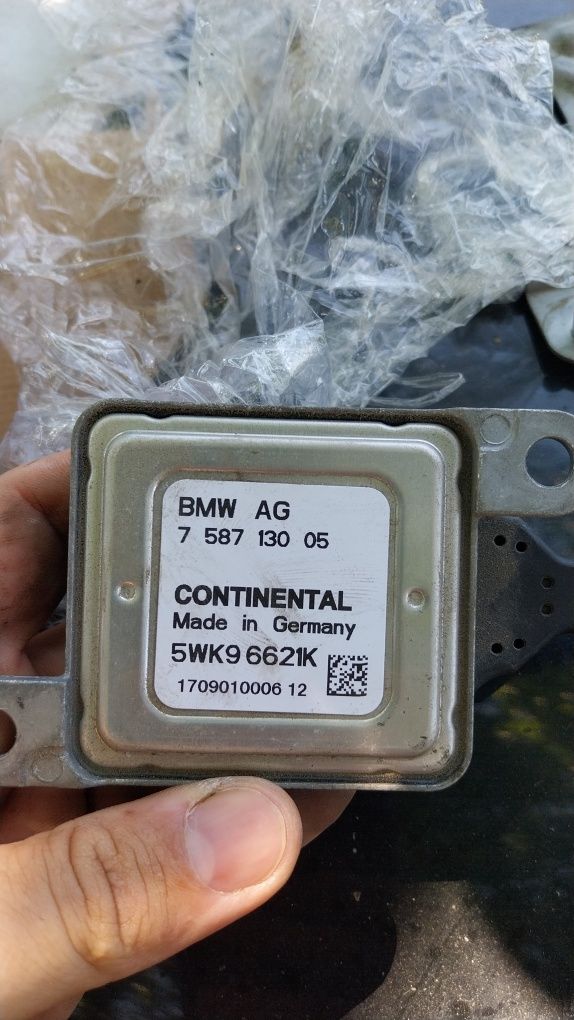 BMW AG
7 587 130 05
CONTINENTAL
Made in Germany
5WK9 6621K
1709010006 12